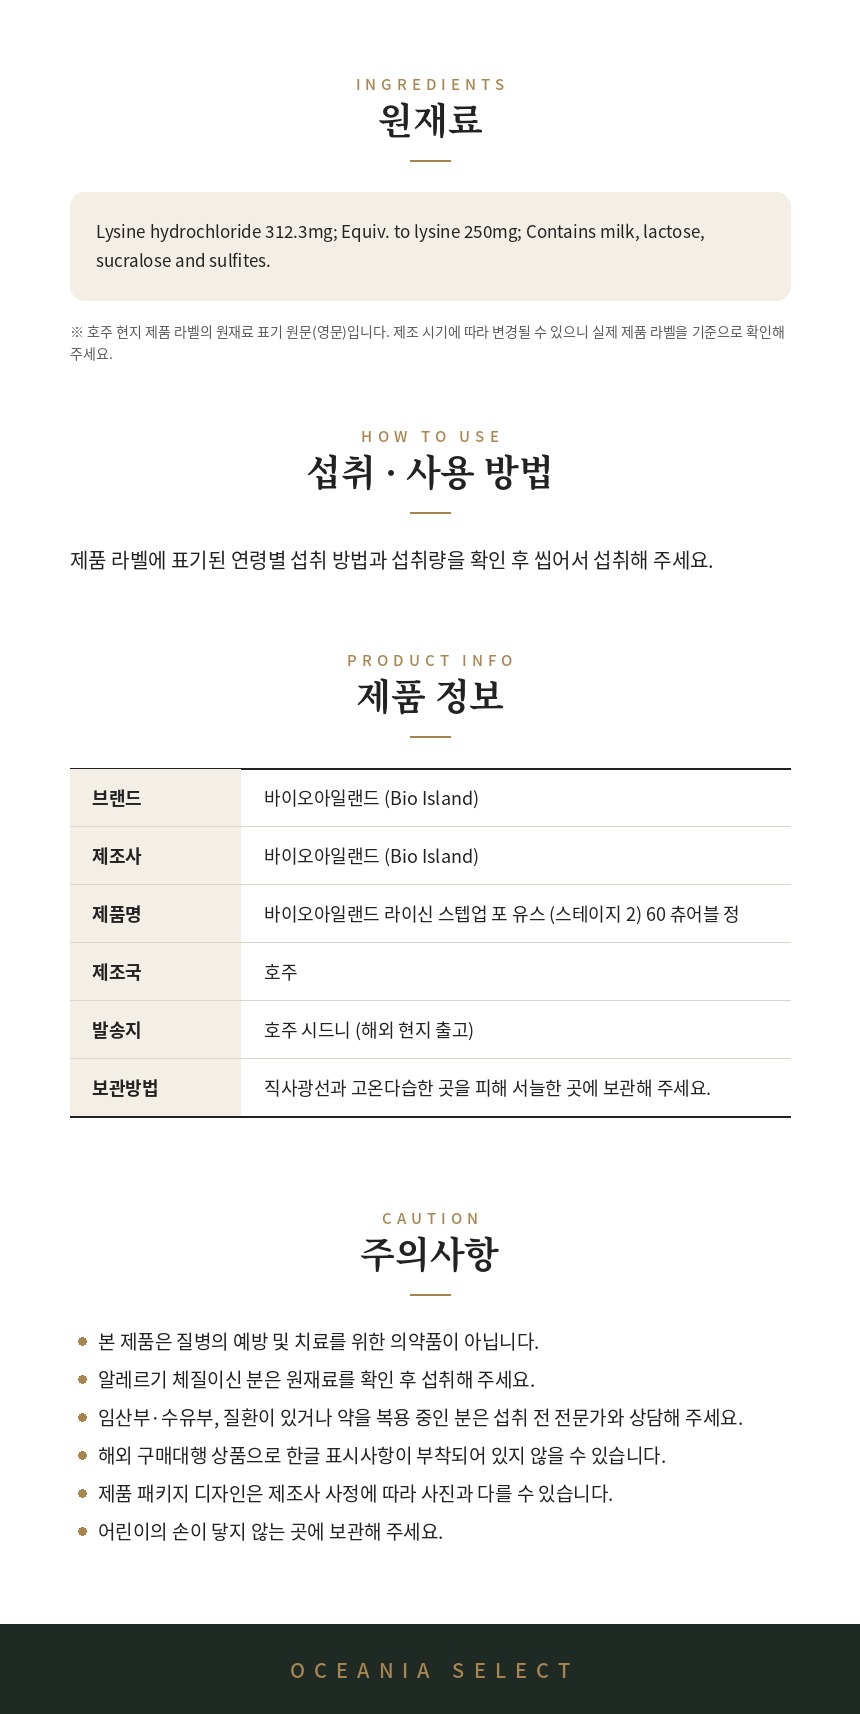 INGREDIENTS
원재료
Lysine hydrochloride 312.3mg; Equiv. to lysine 250mg; Contains milk, lactose,
sucralose and sulfites.
※ 호주 현지 제품 라벨의 원재료 표기 원문(영문)입니다. 제조 시기에 따라 변경될 수 있으니 실제 제품 라벨을 기준으로 확인해
주세요.
HOW TO USE
섭취 · 사용 방법
제품 라벨에 표기된 연령별 섭취 방법과 섭취량을 확인 후 씹어서 섭취해 주세요.
PRODUCT INFO
제품 정보
브랜드 바이오아일랜드 (Bio Island)
제조사 바이오아일랜드 (Bio Island)
제품명 바이오아일랜드 라이신 스텝업 포 유스 (스테이지 2) 60 츄어블 정
제조국 호주
발송지 호주 시드니 (해외 현지 출고)
보관방법 직사광선과 고온다습한 곳을 피해 서늘한 곳에 보관해 주세요.
CAUTION
주의사항
본 제품은 질병의 예방 및 치료를 위한 의약품이 아닙니다.
알레르기 체질이신 분은 원재료를 확인 후 섭취해 주세요.
임산부·수유부, 질환이 있거나 약을 복용 중인 분은 섭취 전 전문가와 상담해 주세요.
해외 구매대행 상품으로 한글 표시사항이 부착되어 있지 않을 수 있습니다.
제품 패키지 디자인은 제조사 사정에 따라 사진과 다를 수 있습니다.
어린이의 손이 닿지 않는 곳에 보관해 주세요.
OCEANIA SELECT